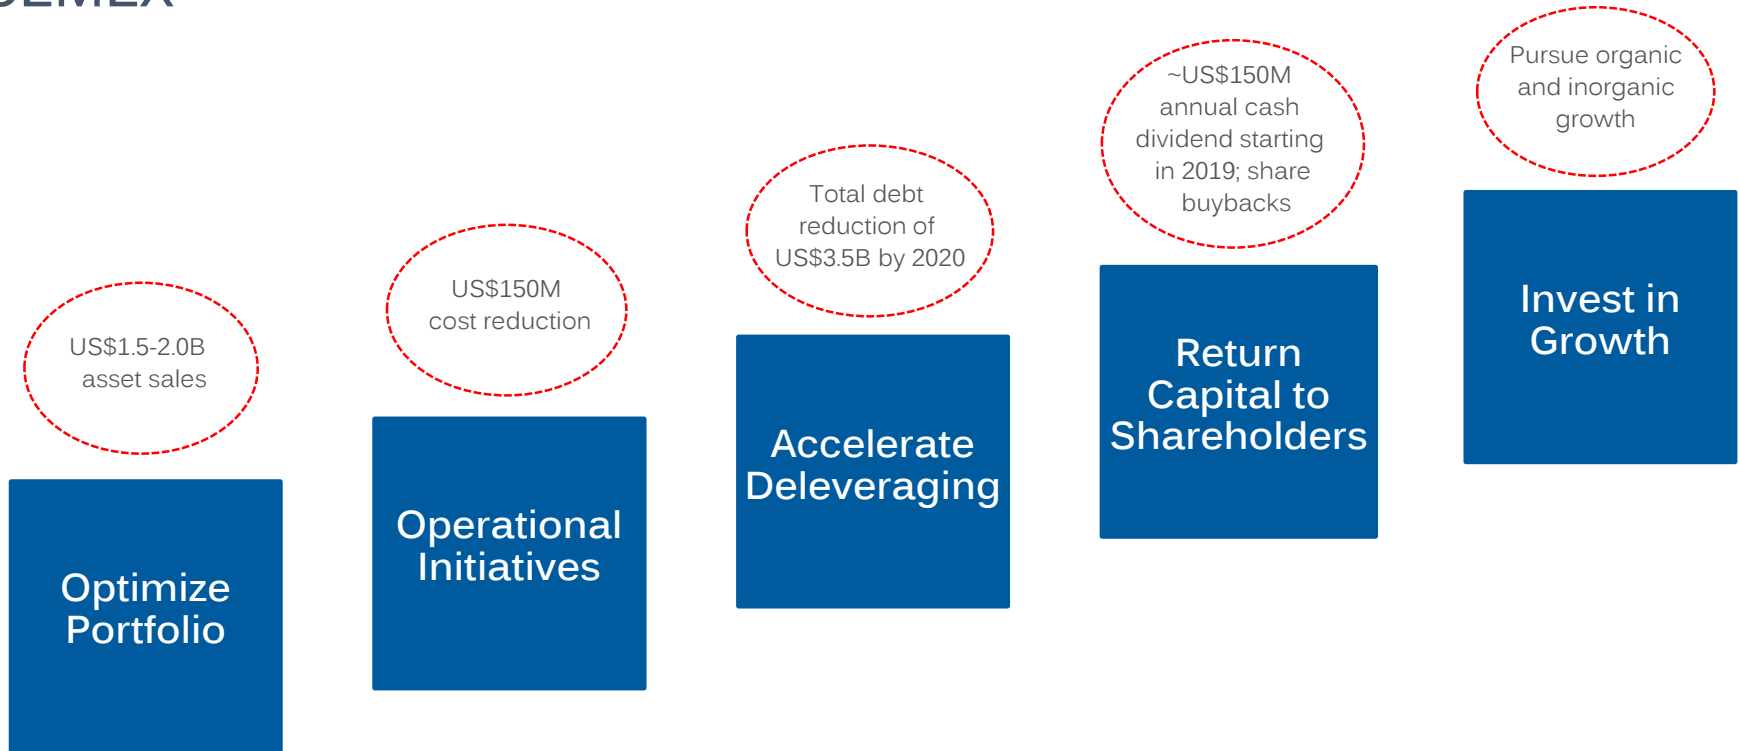 CEMEX
US$1.5-2.0B
asset sales
Optimize
Portfolio
US$150M
cost reduction
Operational
Initiatives
Total debt
reduction of
US$3.5B by 2020
Accelerate
Deleveraging
~US$150M
annual cash
dividend starting
in 2019; share
buybacks
Return
Capital to
Shareholders
Pursue organic
and inorganic
growth
Invest in
Growth